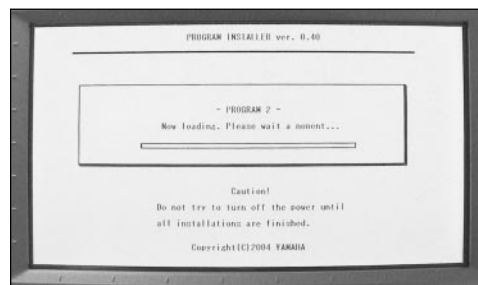 PROGRAM INSTALLER ver. 0.40
- PROGRAM 2 -
Now loading. Please wait a moment...
Caution!
Do not try to turn off the power until
all installations are finished.
Copyright(C)2004 YAMAHA